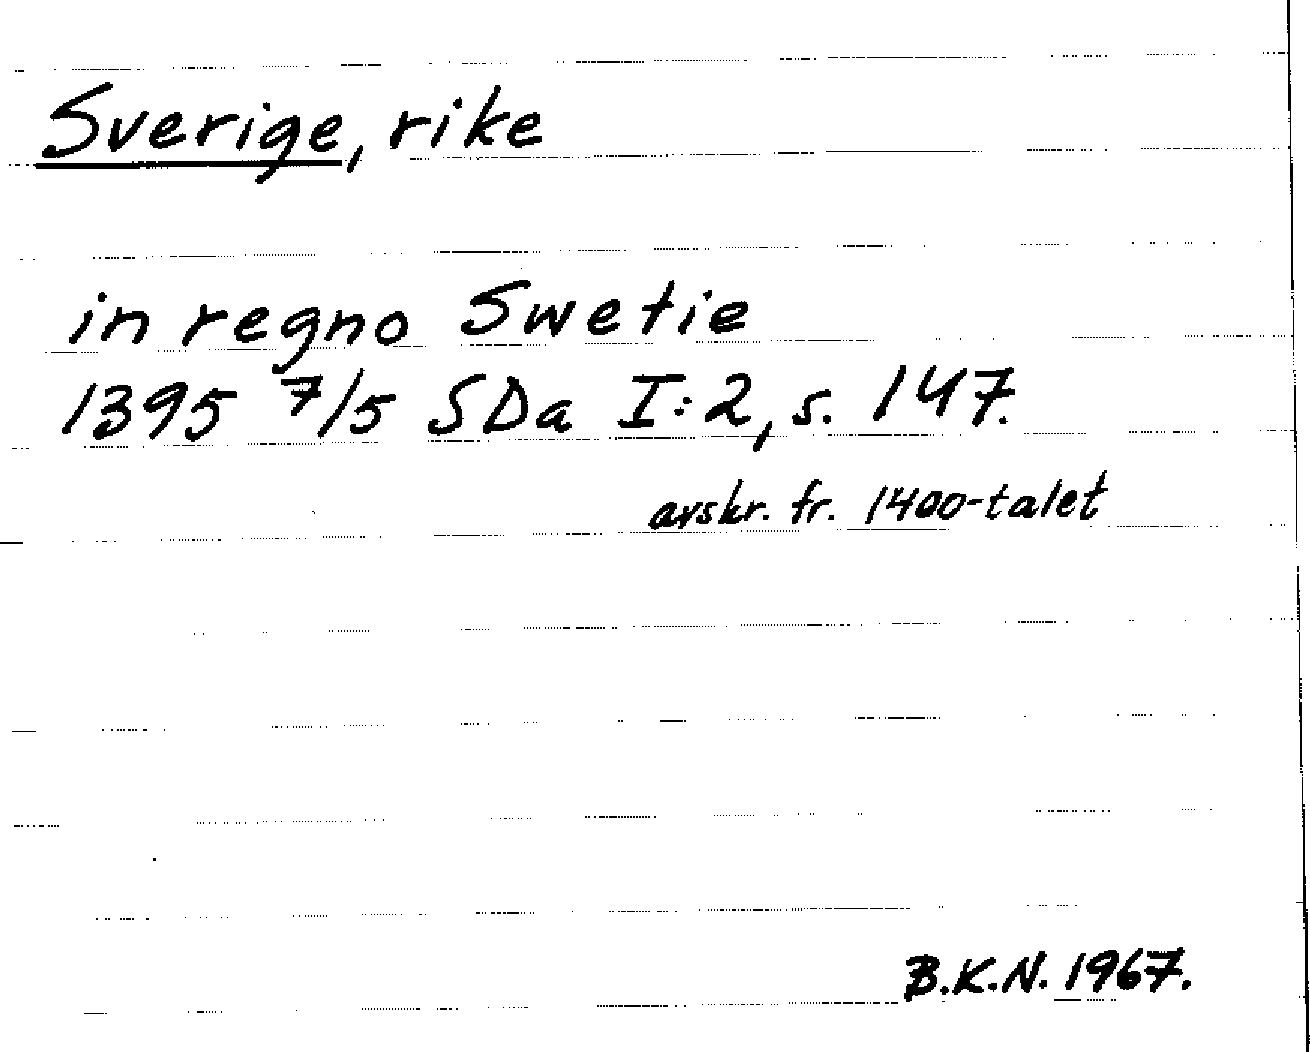 Sverige, rike
in regno Swetie
1395 7/5 SDa I:2, s. 147.
avskr. fr. 1400-talet
B.K.N. 1967.